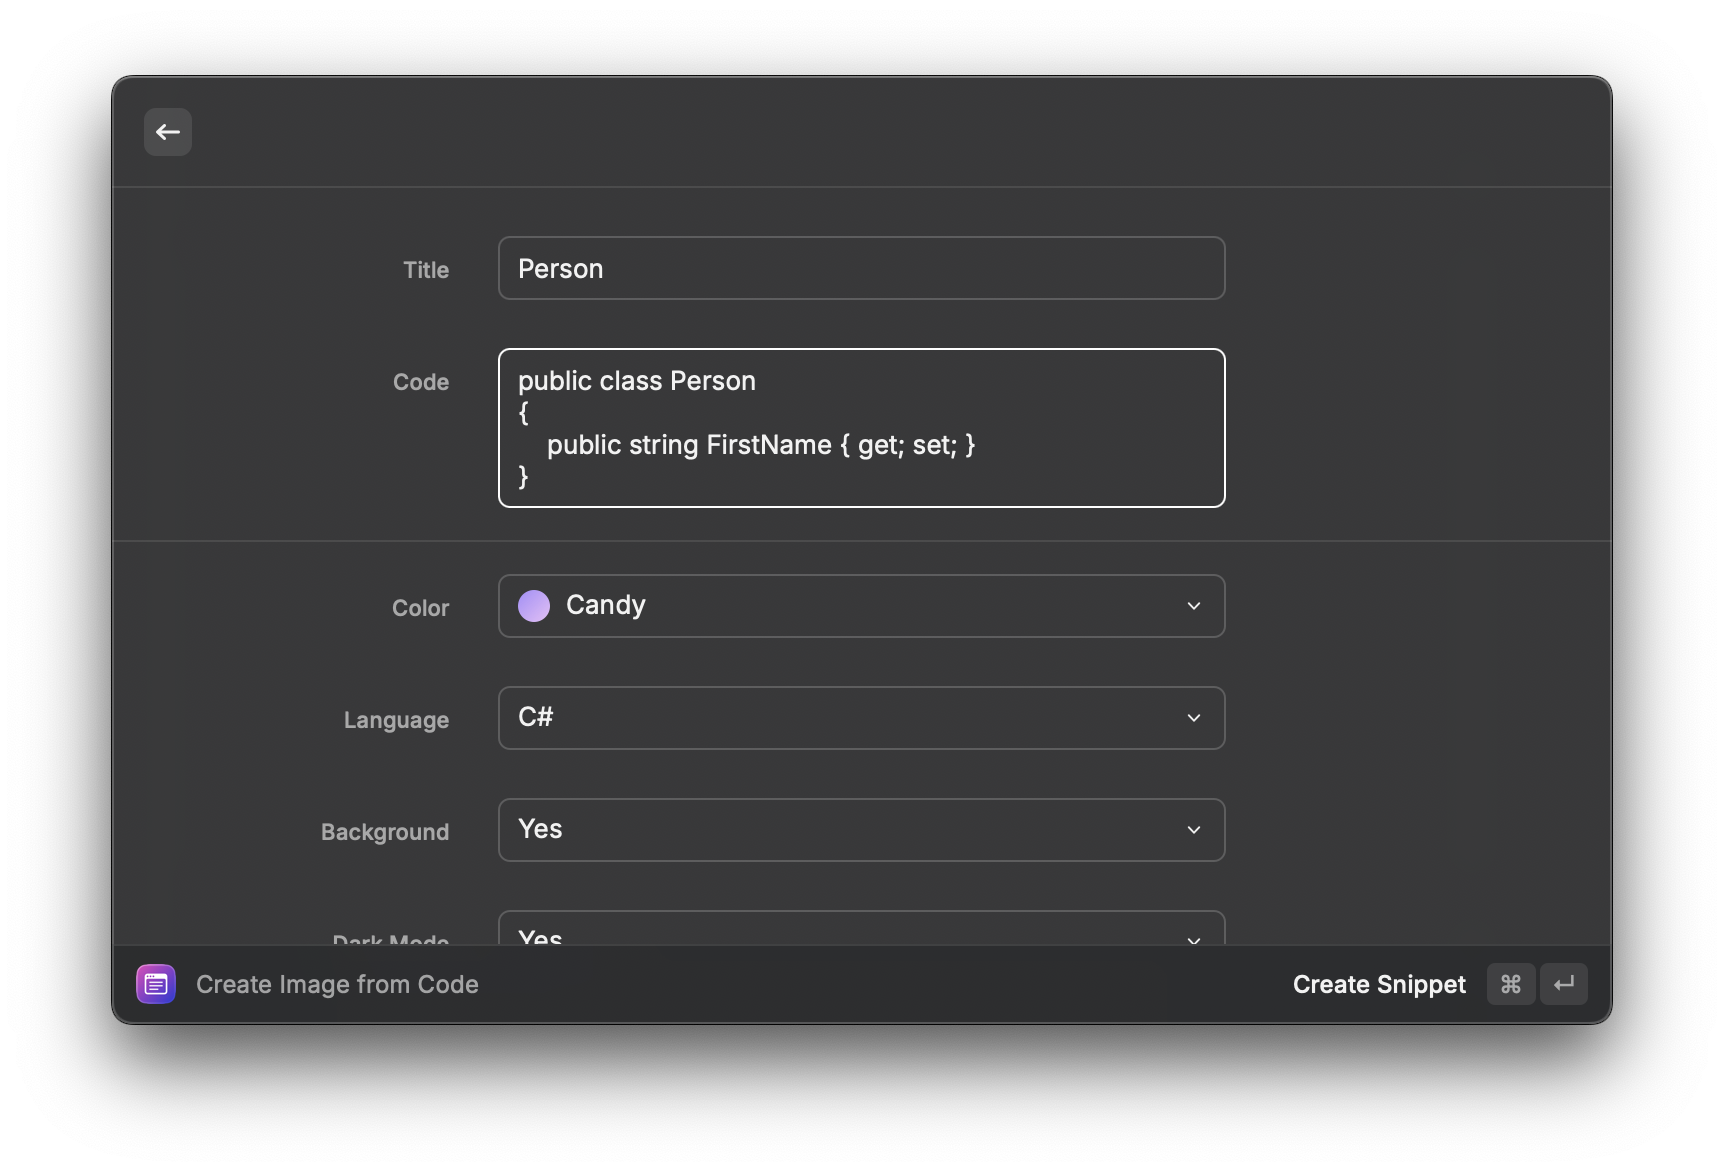 Title
Person
Code
public class Person
{
    public string FirstName { get; set; }
}
Color
Candy
Language
C#
Background
Yes
Dark Mode
Yes
Create Image from Code
Create Snippet ⌘ ↵